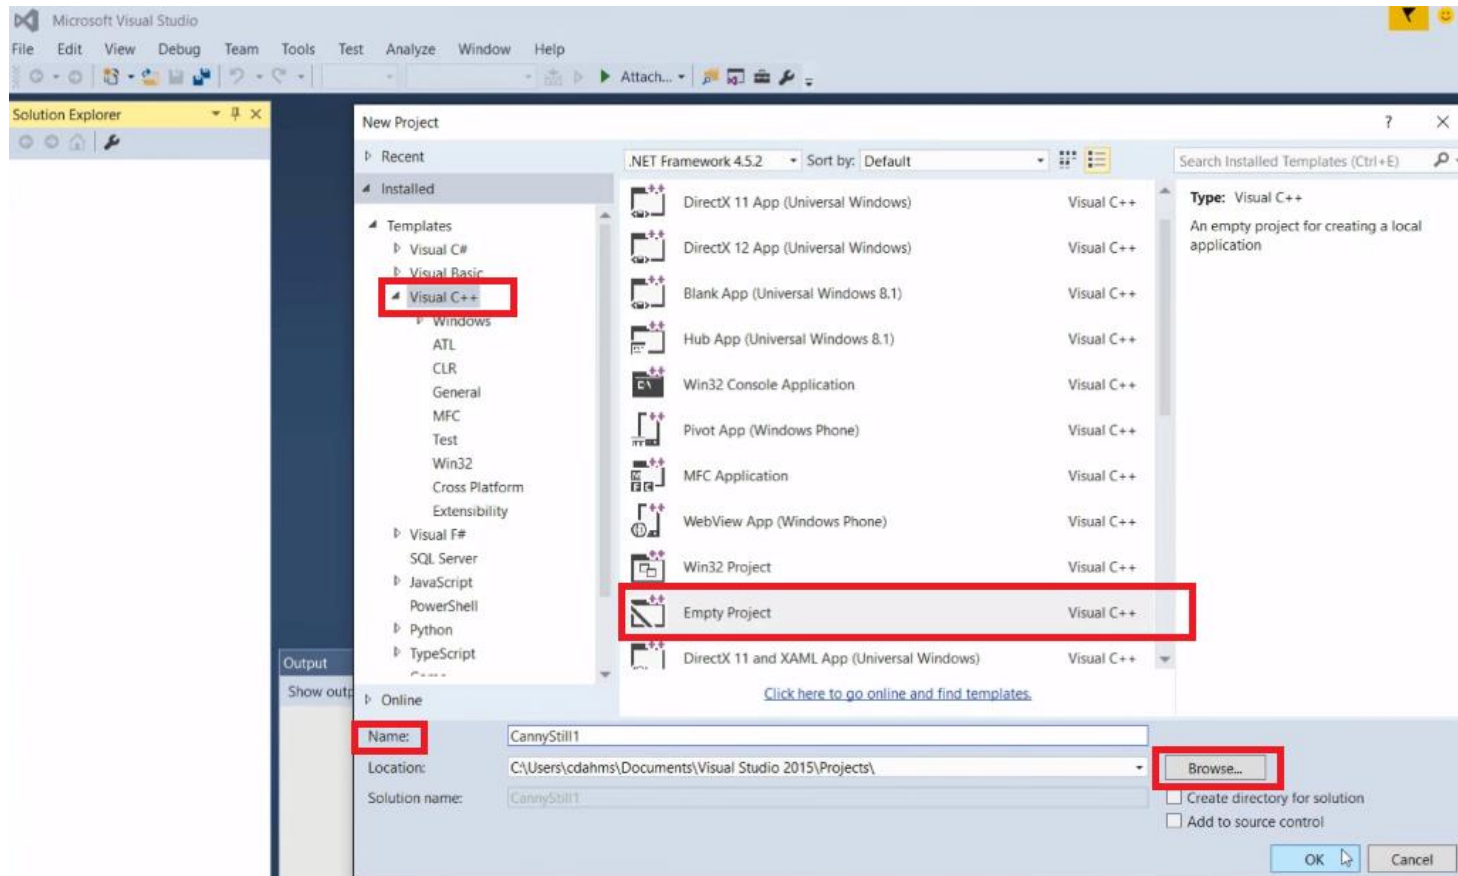 Microsoft Visual Studio
File Edit View Debug Team Tools Test Analyze Window Help
Attach...
Solution Explorer
New Project
?
Recent
.NET Framework 4.5.2 Sort by: Default
Search Installed Templates (Ctrl+E)
Installed
Templates
Visual C#
Visual Basic
Visual C++
Windows
ATL
CLR
General
MFC
Test
Win32
Cross Platform
Extensibility
Visual F#
SQL Server
JavaScript
PowerShell
Python
TypeScript
Online
DirectX 11 App (Universal Windows) Visual C++
DirectX 12 App (Universal Windows) Visual C++
Blank App (Universal Windows 8.1) Visual C++
Hub App (Universal Windows 8.1) Visual C++
Win32 Console Application Visual C++
Pivot App (Windows Phone) Visual C++
MFC Application Visual C++
WebView App (Windows Phone) Visual C++
Win32 Project Visual C++
Empty Project Visual C++
DirectX 11 and XAML App (Universal Windows) Visual C++
Click here to go online and find templates.
Type: Visual C++
An empty project for creating a local
application
Output
Show outp
Name: CannyStill1
Location: C:\Users\cdahms\Documents\Visual Studio 2015\Projects\
Browse...
Solution name: CannyStill1
Create directory for solution
Add to source control
OK Cancel